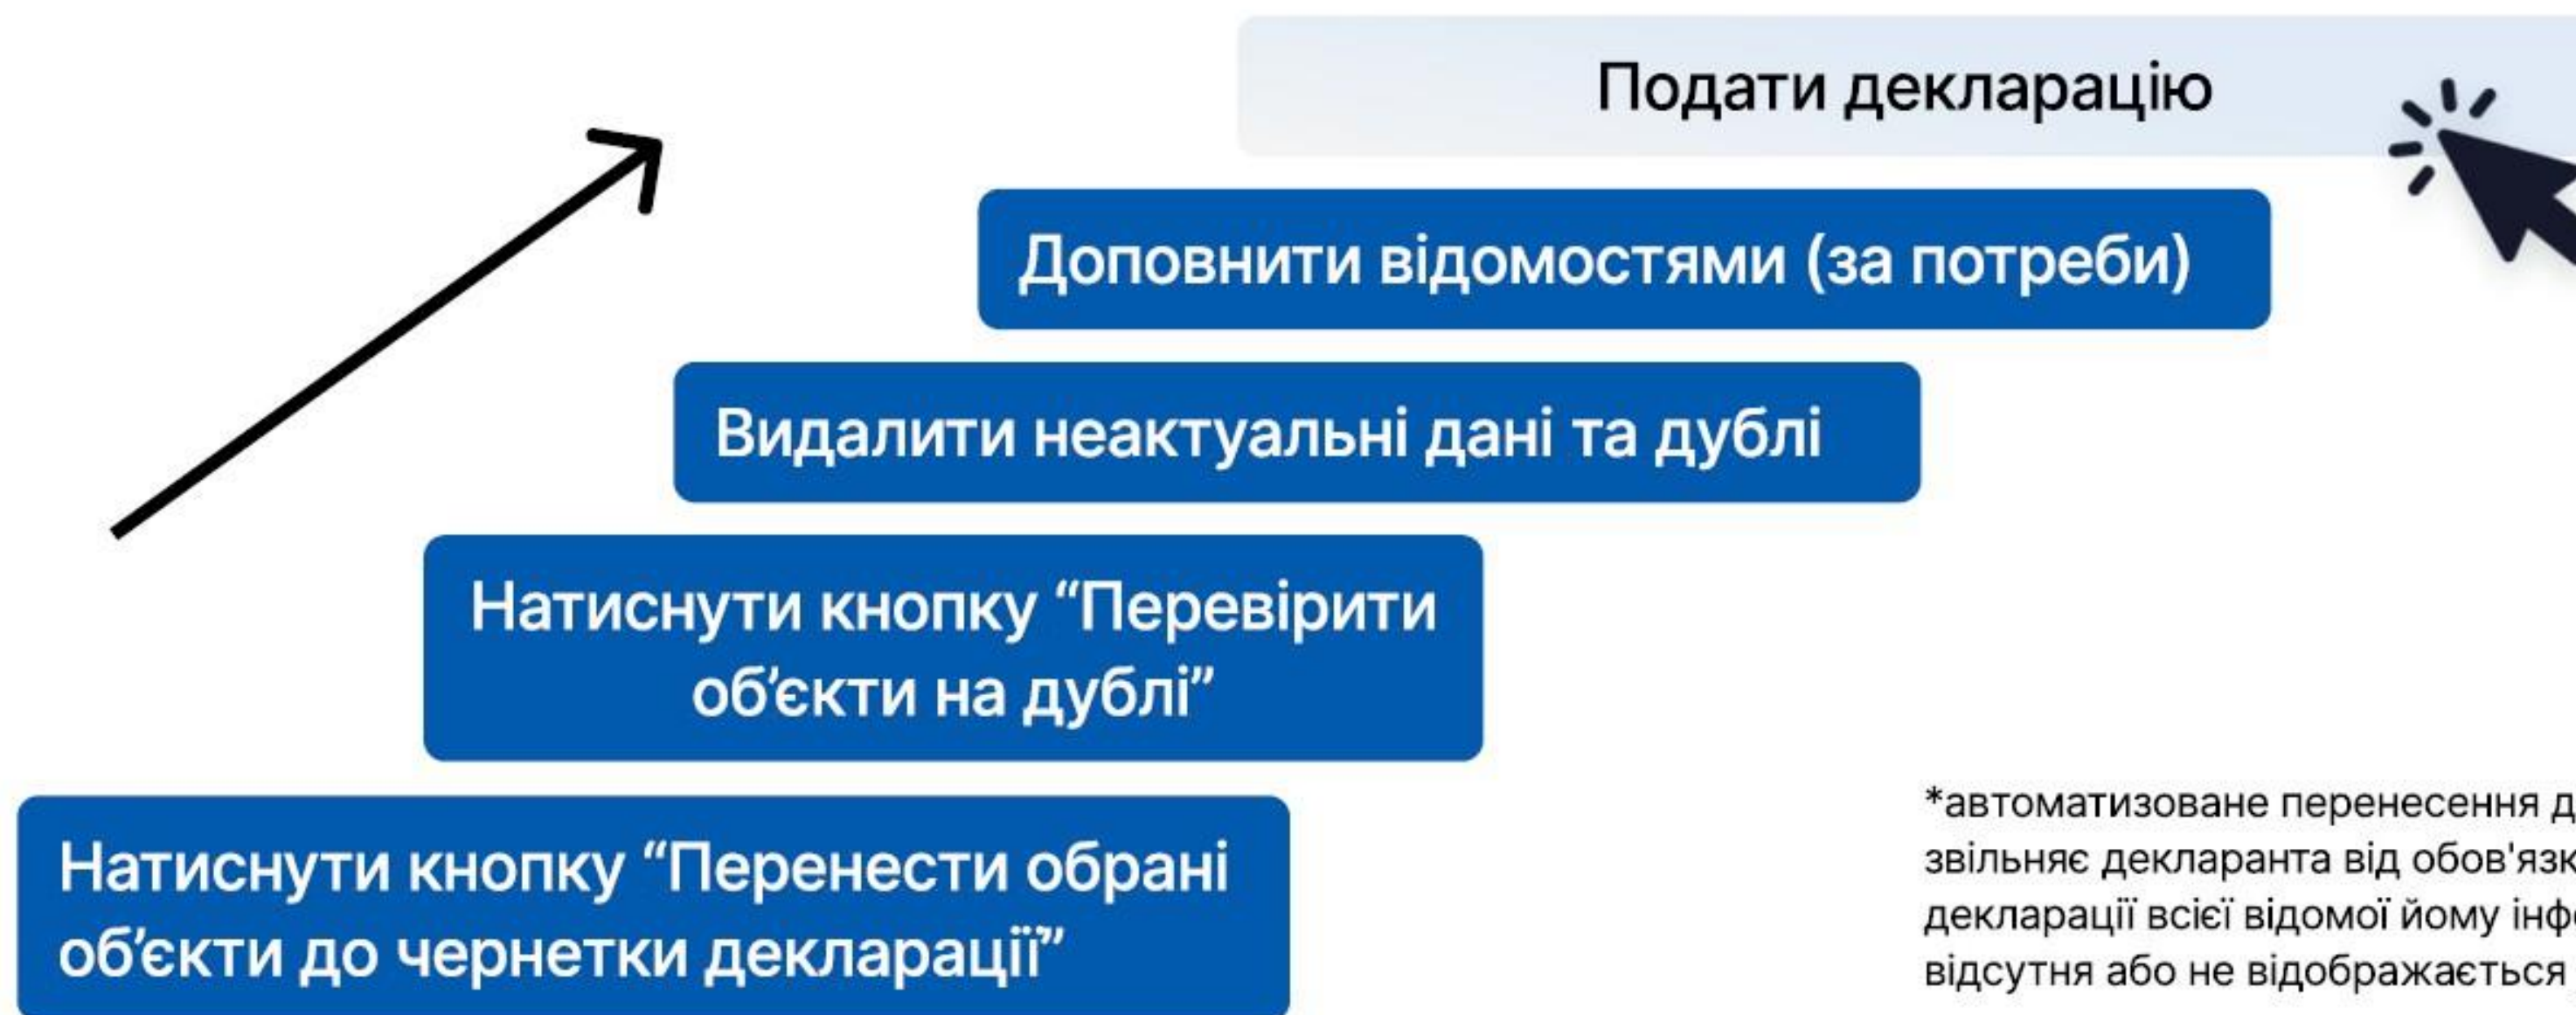 Подати декларацію
Доповнити відомостями (за потреби)
Видалити неактуальні дані та дублі
Натиснути кнопку “Перевірити
об’єкти на дублі”
Натиснути кнопку “Перенести обрані
об’єкти до чернетки декларації”
*автоматизоване перенесення
звільняє декларанта від
декларації всієї відомої йому
відсутня або не відображається